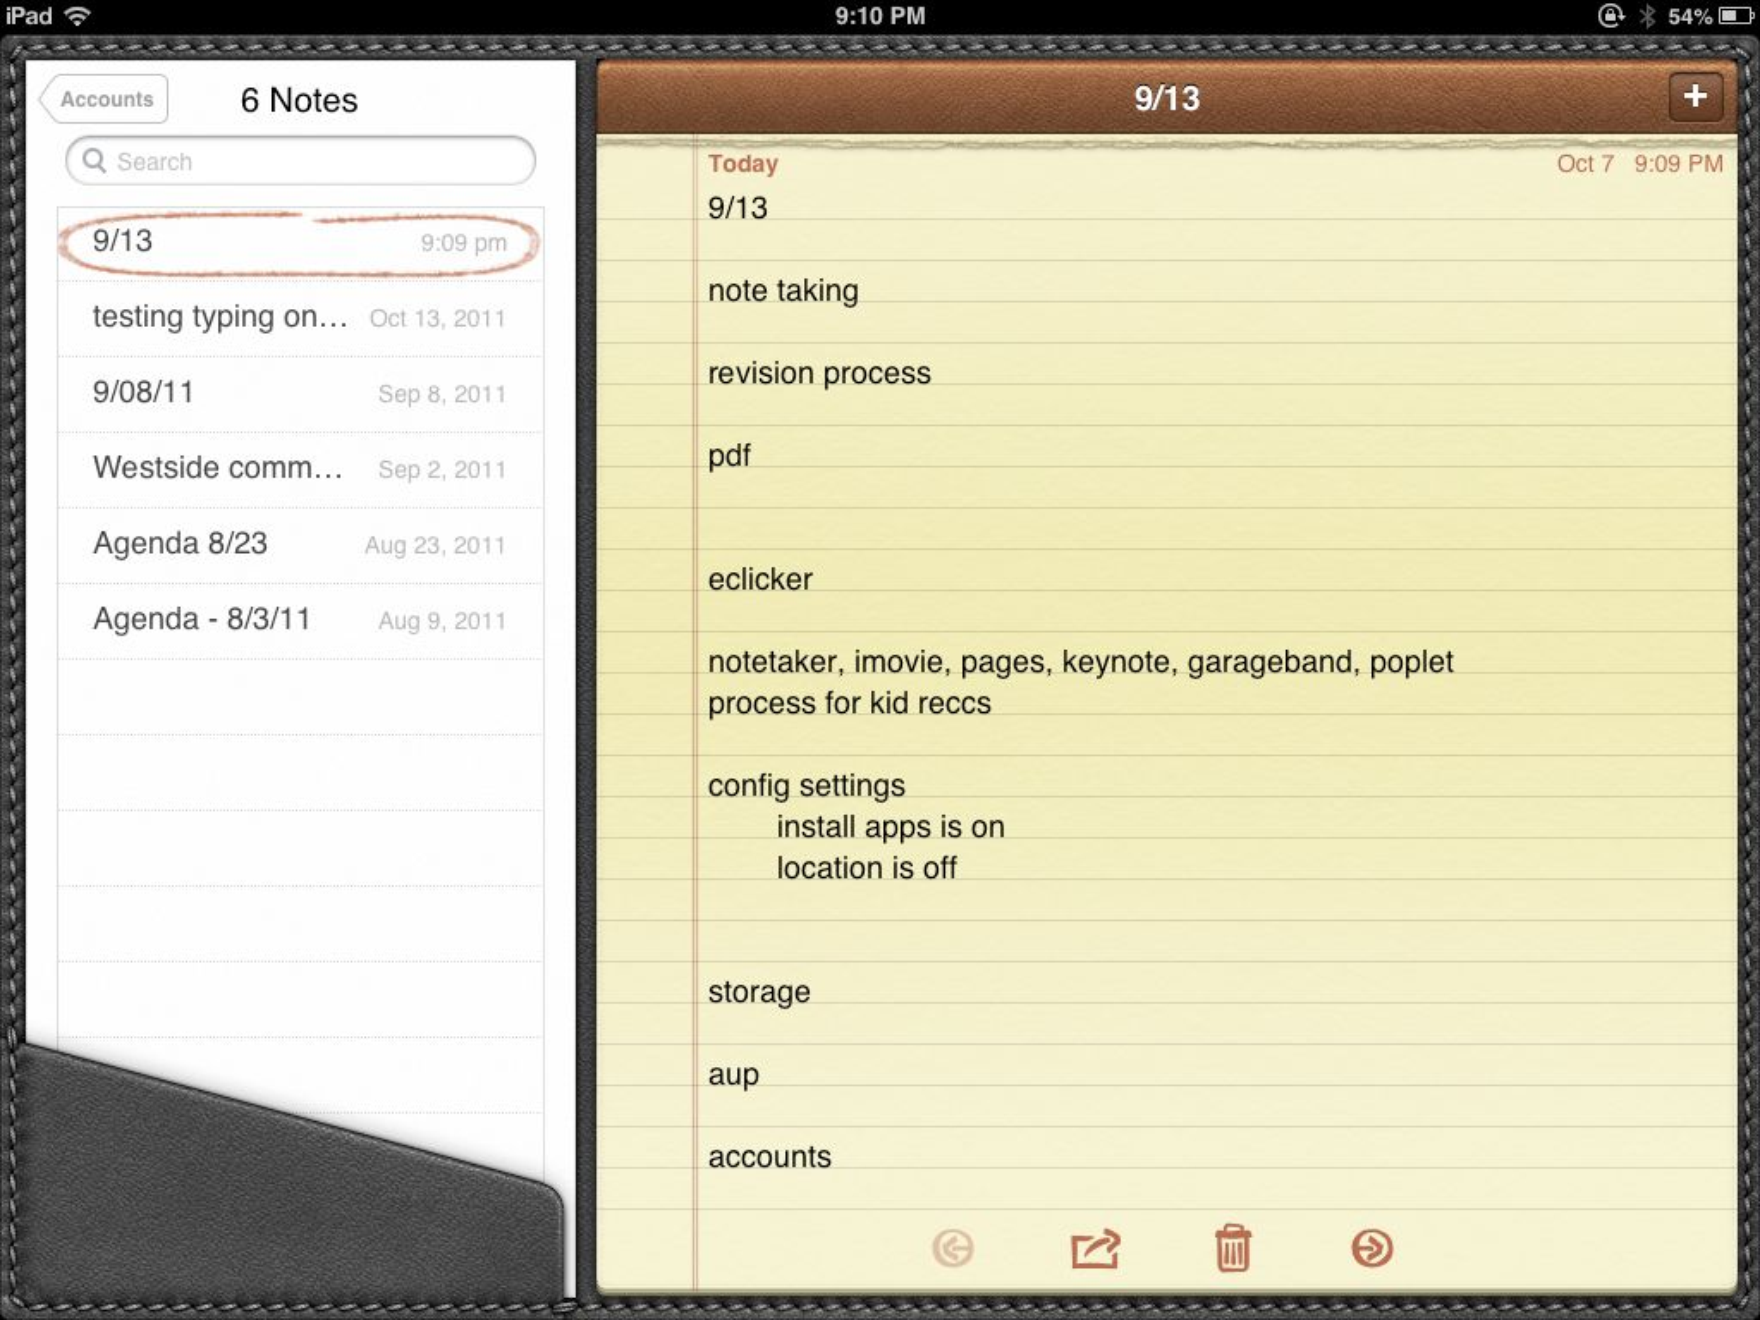 iPad 9:10 PM 54%
Accounts 6 Notes
Search
9/13 9:09 pm
testing typing on... Oct 13, 2011
9/08/11 Sep 8, 2011
Westside comm... Sep 2, 2011
Agenda 8/23 Aug 23, 2011
Agenda - 8/3/11 Aug 9, 2011
9/13 +
Today Oct 7 9:09 PM
9/13
note taking
revision process
pdf
eclicker
notetaker, imovie, pages, keynote, garageband, poplet
process for kid reccs
config settings
install apps is on
location is off
storage
aup
accounts